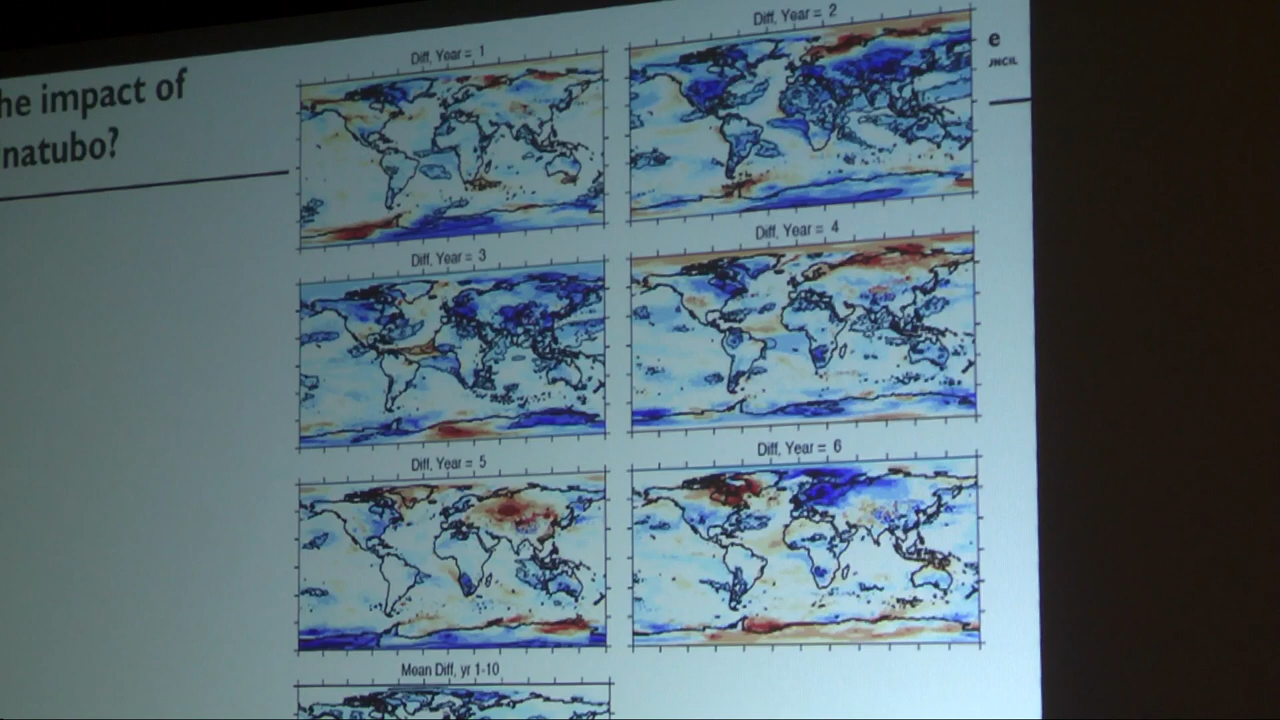 he impact of
natubo?
Diff, Year = 1
Diff, Year = 2
Diff, Year = 3
Diff, Year = 4
Diff, Year = 5
Diff, Year = 6
Mean Diff, yr 1-10
e
JNCIL